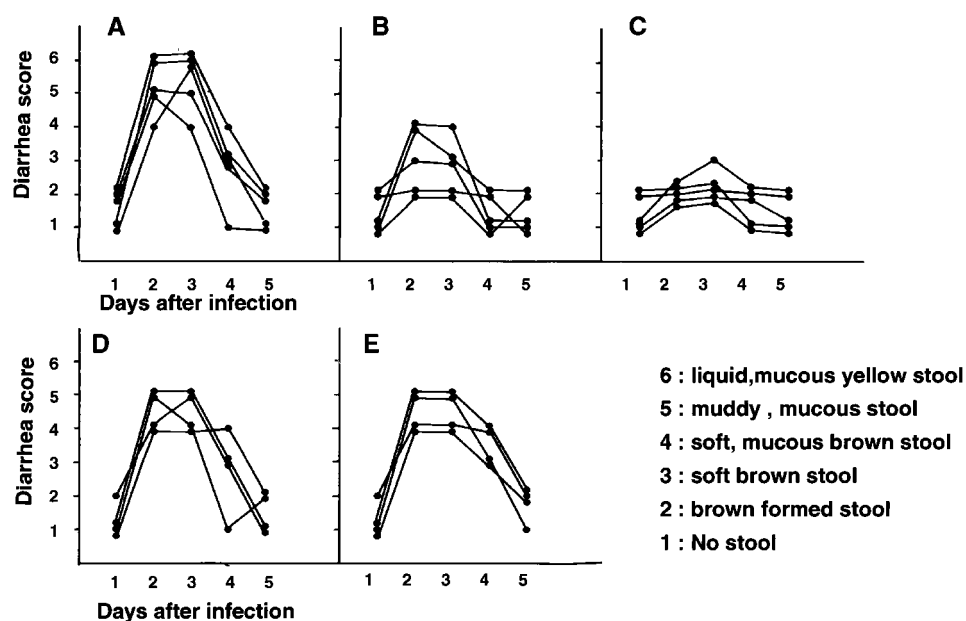 A
B
C
Diarrhea score
6
5
4
3
2
1
1 2 3 4 5
1 2 3 4 5
1 2 3 4 5
Days after infection
D
E
Diarrhea score
6
5
4
3
2
1
1 2 3 4 5
1 2 3 4 5
Days after infection
6 : liquid,mucous yellow stool
5 : muddy , mucous stool
4 : soft, mucous brown stool
3 : soft brown stool
2 : brown formed stool
1 : No stool